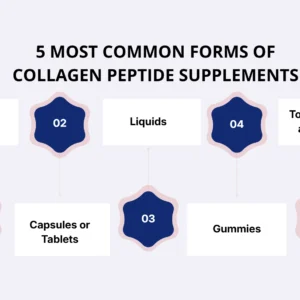 5 MOST COMMON FORMS OF
COLLAGEN PEPTIDE SUPPLEMENTS
02
Liquids
04
Capsules or
Tablets
03
Gummies